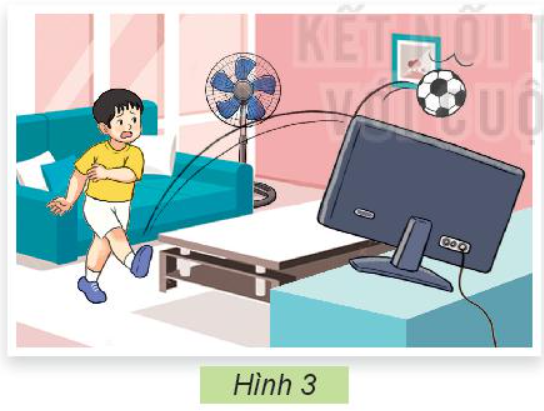 KẾT NỐI T
VỚI CUỘ
Hình 3